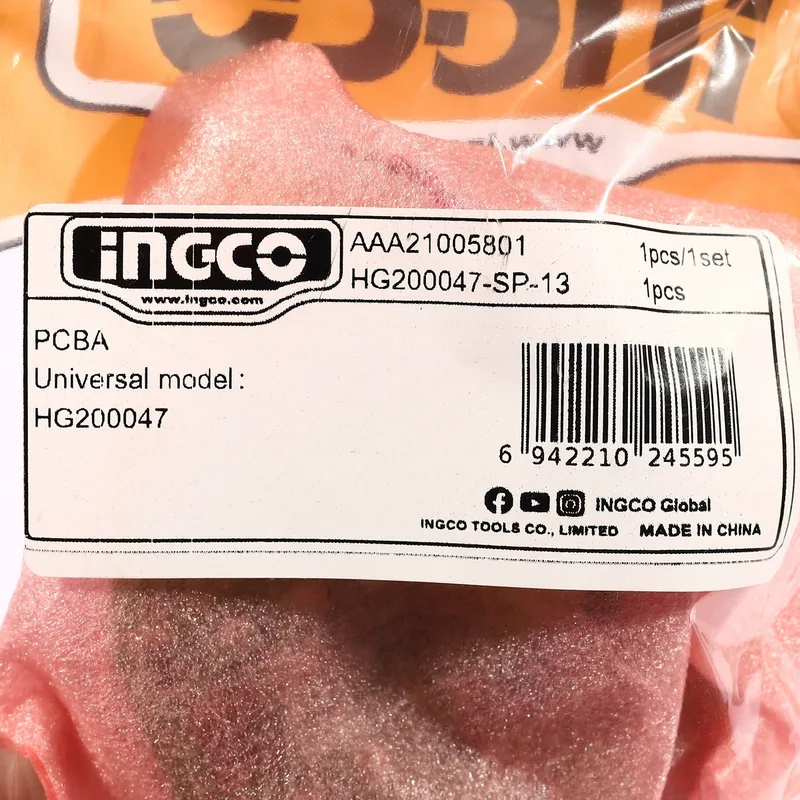 INGCO
www.ingco.com
AAA21005801
HG200047-SP-13
1pcs/1set
1pcs
PCBA
Universal model:
HG200047
6 942210 245595
INGCO Global
INGCO TOOLS CO., LIMITED MADE IN CHINA